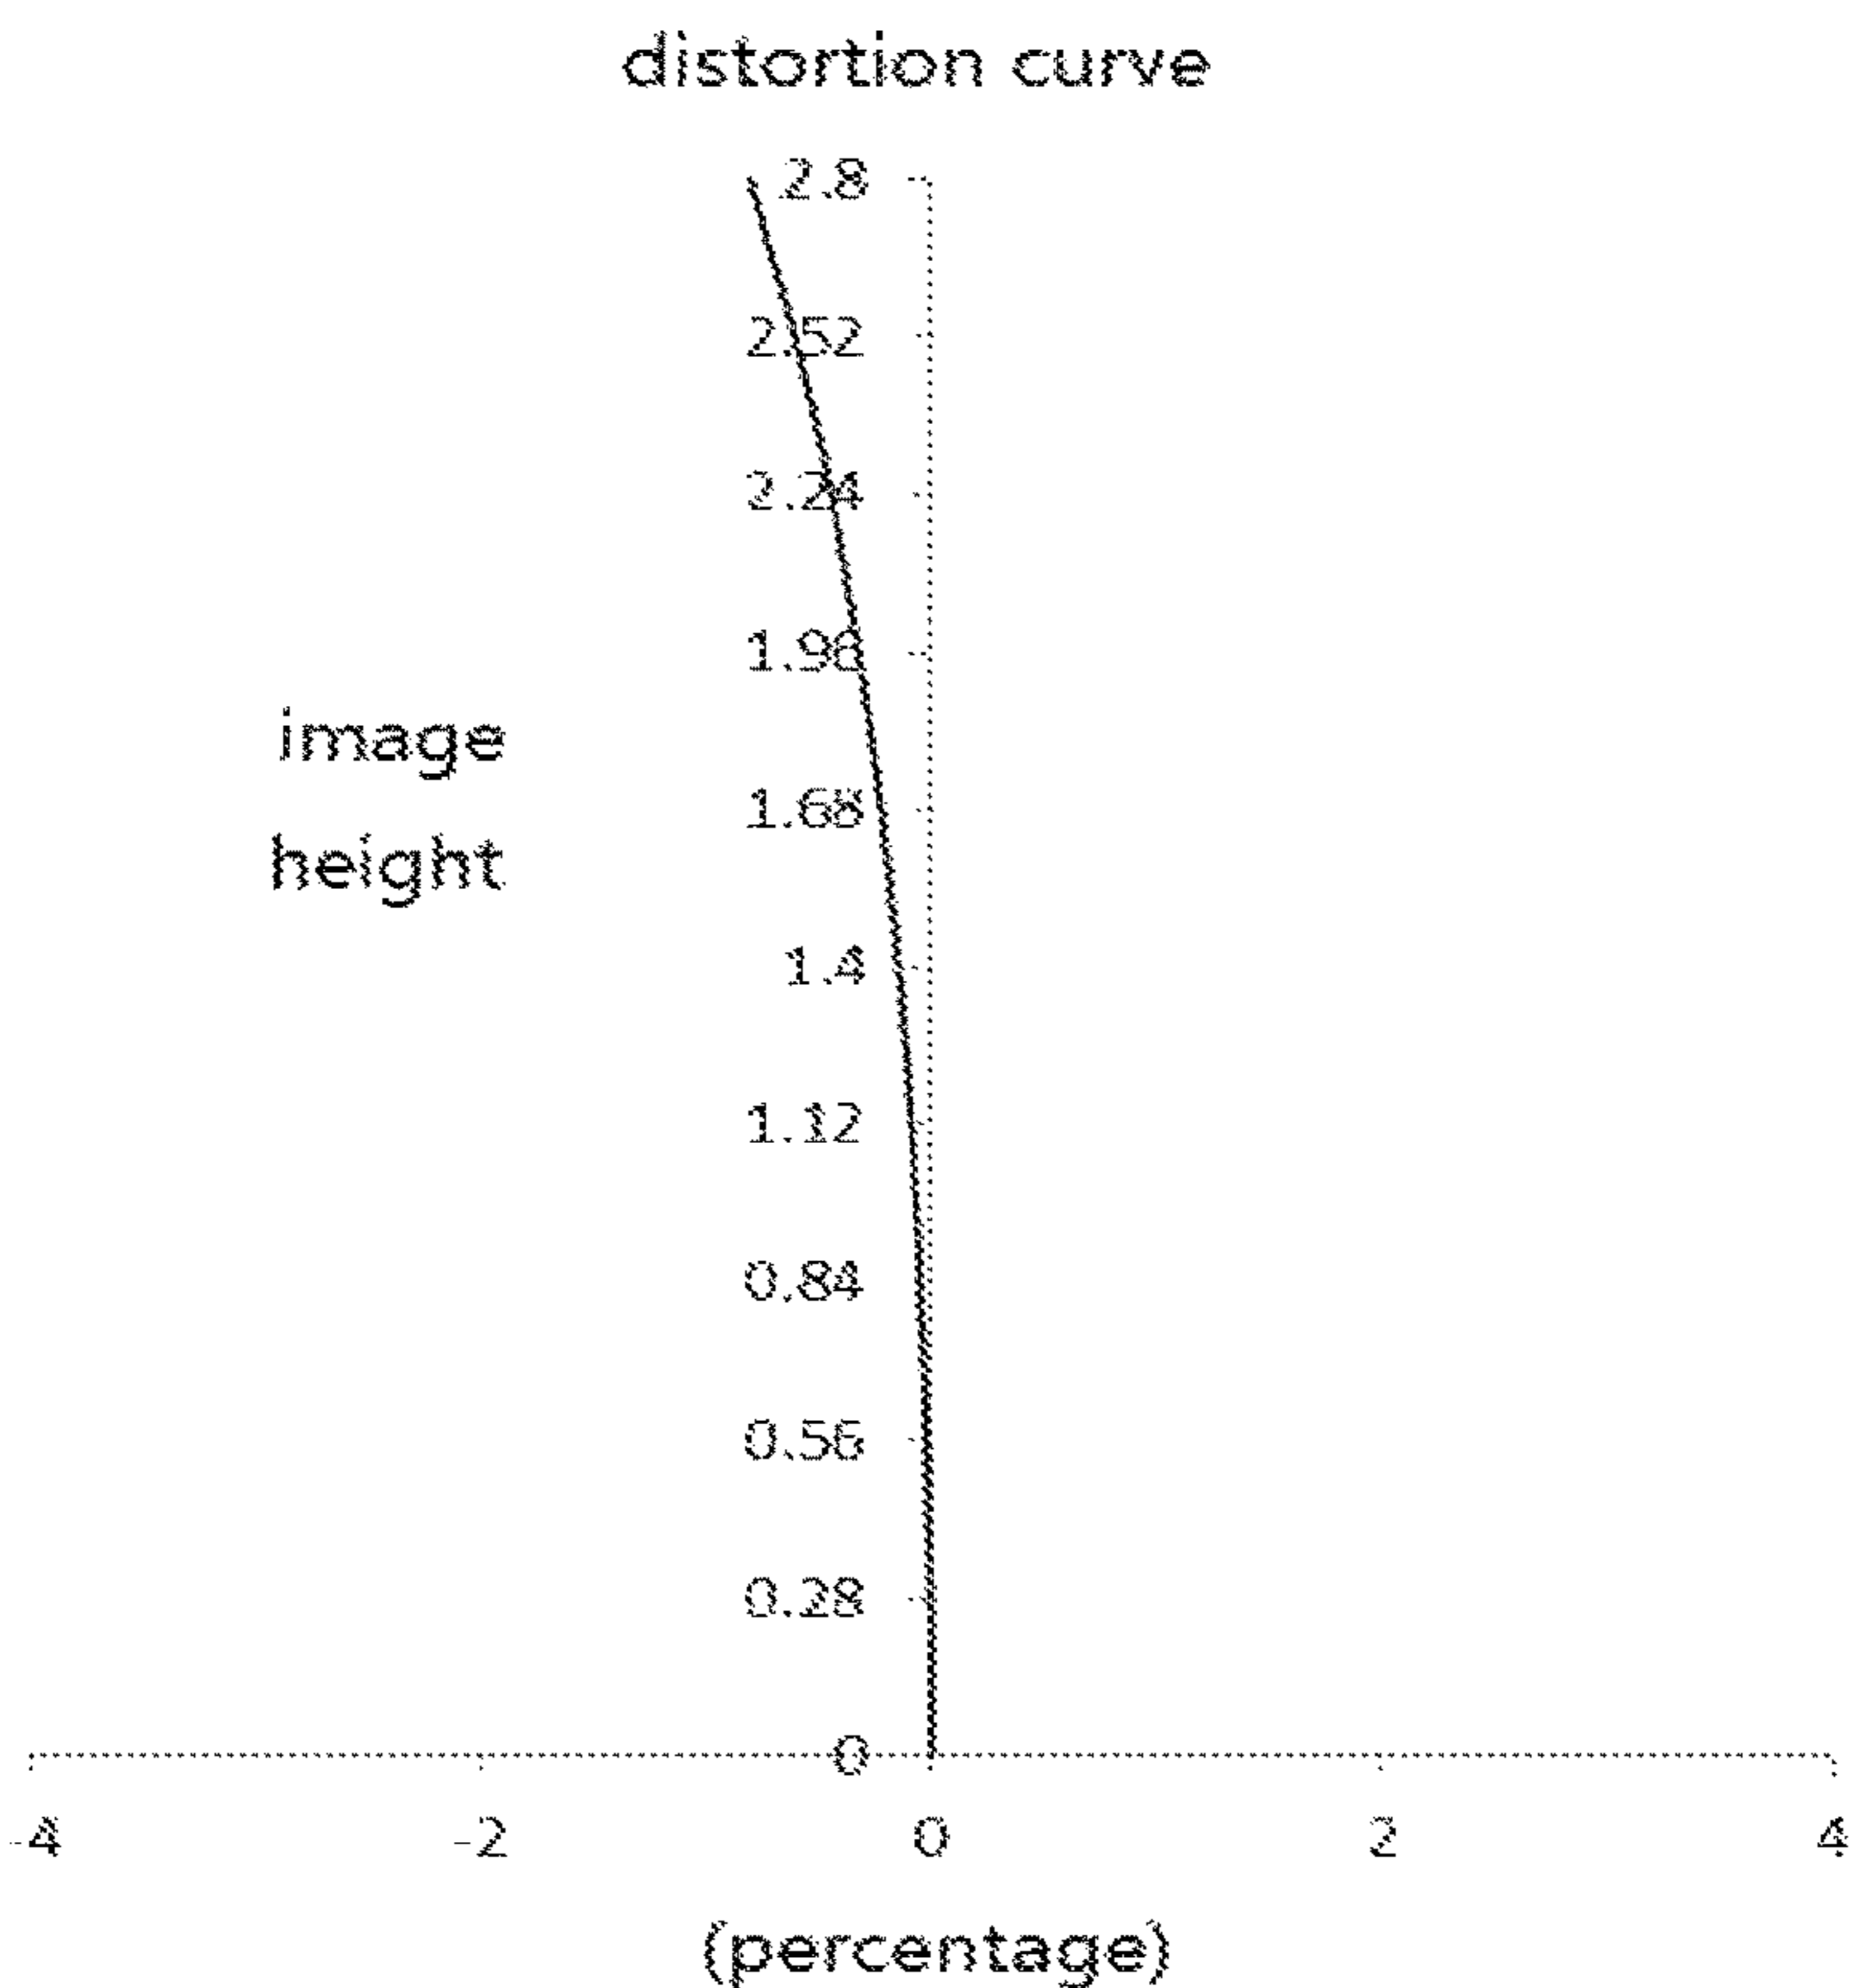 distortion curve
2.8
2.52
2.24
1.96
image
1.68
height
1.4
1.12
0.84
0.56
0.28
0
-4 -2 0 2 4
(percentage)